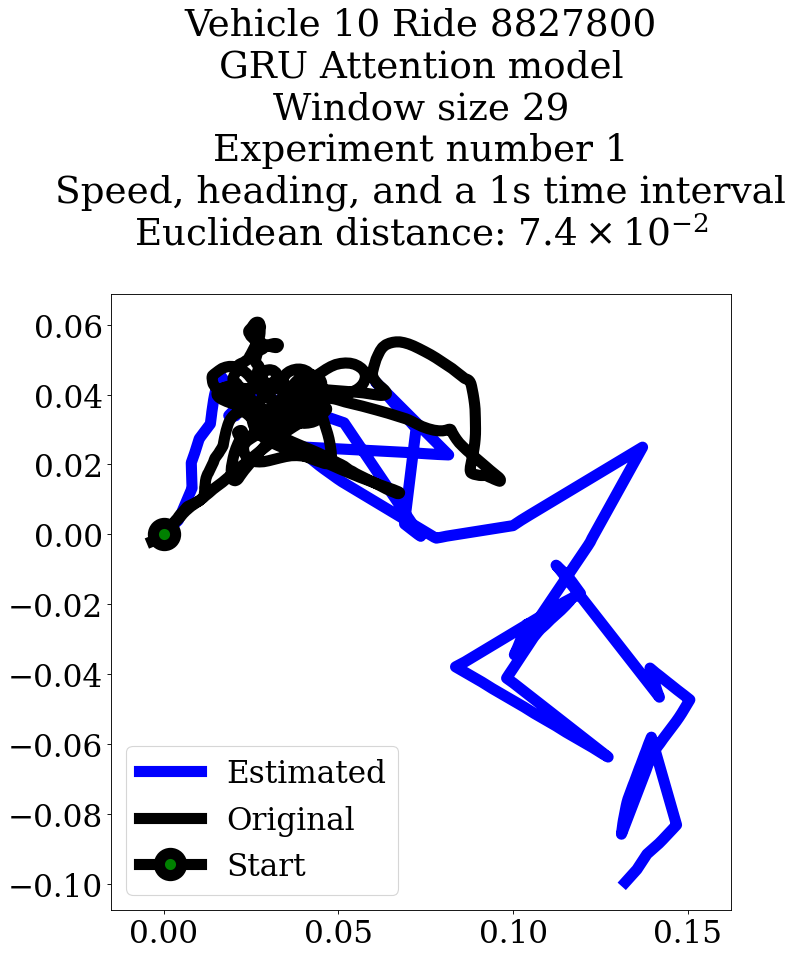 Vehicle 10 Ride 8827800
GRU Attention model
Window size 29
Experiment number 1
Speed, heading, and a 1s time interval
Euclidean distance: 7.4 × 10⁻²
0.06
0.04
0.02
0.00
−0.02
−0.04
−0.06
−0.08
−0.10
Estimated
Original
Start
0.00 0.05 0.10 0.15